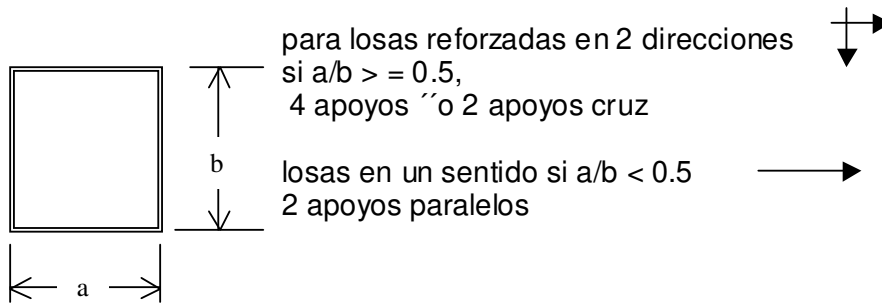 para losas reforzadas en 2 direcciones
si a/b > = 0.5,
4 apoyos ´´o 2 apoyos cruz
b
losas en un sentido si a/b < 0.5
2 apoyos paralelos
a